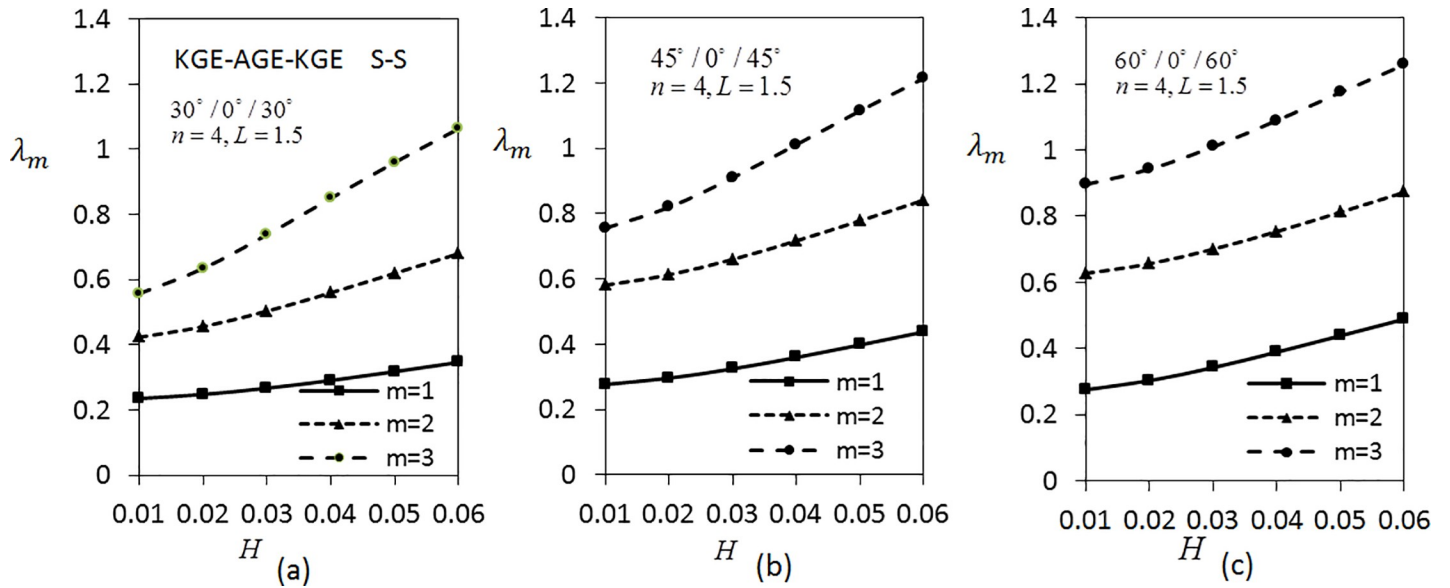 1.4
1.2
1
0.8
0.6
0.4
0.2
0
λm
KGE-AGE-KGE S-S
30°/0°/30°
n = 4, L = 1.5
m=1
m=2
m=3
0.01 0.02 0.03 0.04 0.05 0.06
H
(a)
1.4
1.2
1
0.8
0.6
0.4
0.2
0
λm
45°/0°/45°
n = 4, L = 1.5
m=1
m=2
m=3
0.01 0.02 0.03 0.04 0.05 0.06
H
(b)
1.4
1.2
1
0.8
0.6
0.4
0.2
0
λm
60°/0°/60°
n = 4, L = 1.5
m=1
m=2
m=3
0.01 0.02 0.03 0.04 0.05 0.06
H
(c)